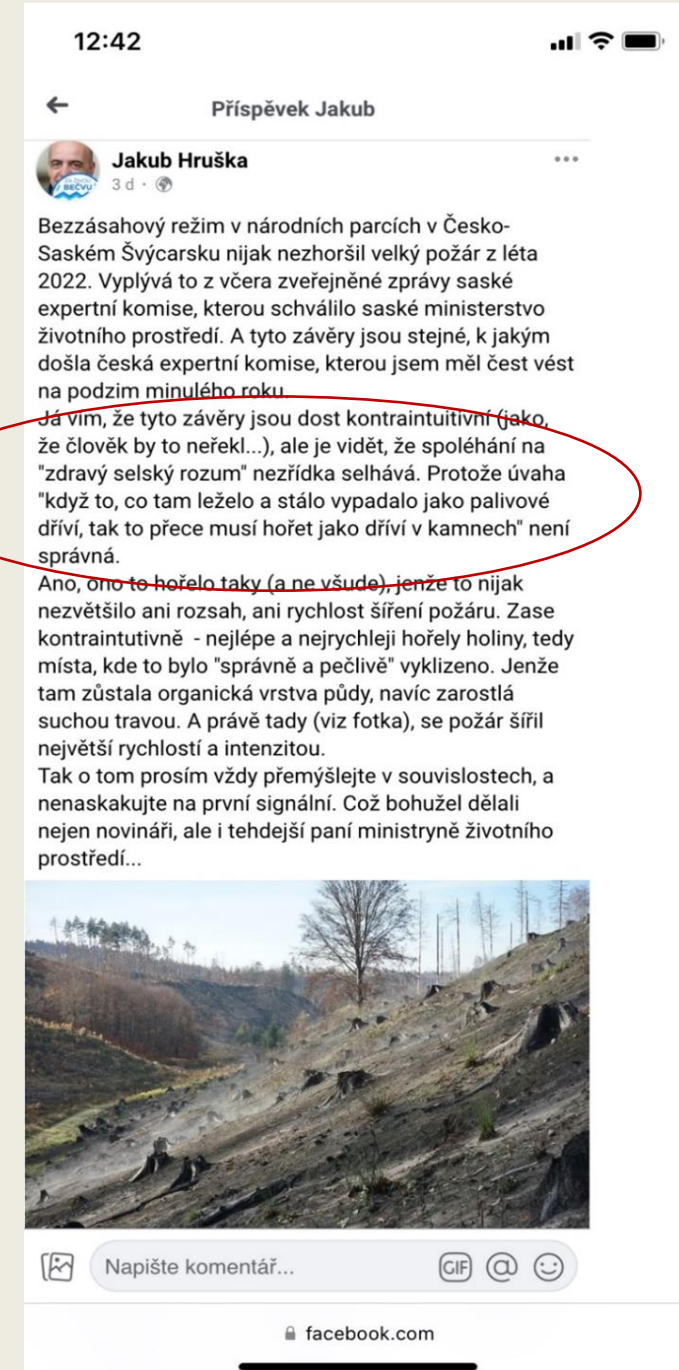 12:42
Příspěvek Jakub
Jakub Hruška
3 d ·
ZA ŽIVOU
BEČVU
Bezzásahový režim v národních parcích v Česko-
Saském Švýcarsku nijak nezhoršil velký požár z léta
2022. Vyplývá to z včera zveřejněné zprávy saské
expertní komise, kterou schválilo saské ministerstvo
životního prostředí. A tyto závěry jsou stejné, k jakým
došla česká expertní komise, kterou jsem měl čest vést
na podzim minulého roku.
Já vim, že tyto závěry jsou dost kontraintuitivní (jako,
že člověk by to neřekl...), ale je vidět, že spoléhání na
"zdravý selský rozum" nezřídka selhává. Protože úvaha
"když to, co tam leželo a stálo vypadalo jako palivové
dříví, tak to přece musí hořet jako dříví v kamnech" není
správná.
Ano, ono to hořelo taky (a ne všude), jenže to nijak
nezvětšilo ani rozsah, ani rychlost šíření požáru. Zase
kontraintutivně - nejlépe a nejrychleji hořely holiny, tedy
místa, kde to bylo "správně a pečlivě" vyklizeno. Jenže
tam zůstala organická vrstva půdy, navíc zarostlá
suchou travou. A právě tady (viz fotka), se požár šířil
největší rychlostí a intenzitou.
Tak o tom prosím vždy přemýšlejte v souvislostech, a
nenaskakujte na první signální. Což bohužel dělali
nejen novináři, ale i tehdejší paní ministryně životního
prostředí...
Napište komentář...
GIF @
facebook.com